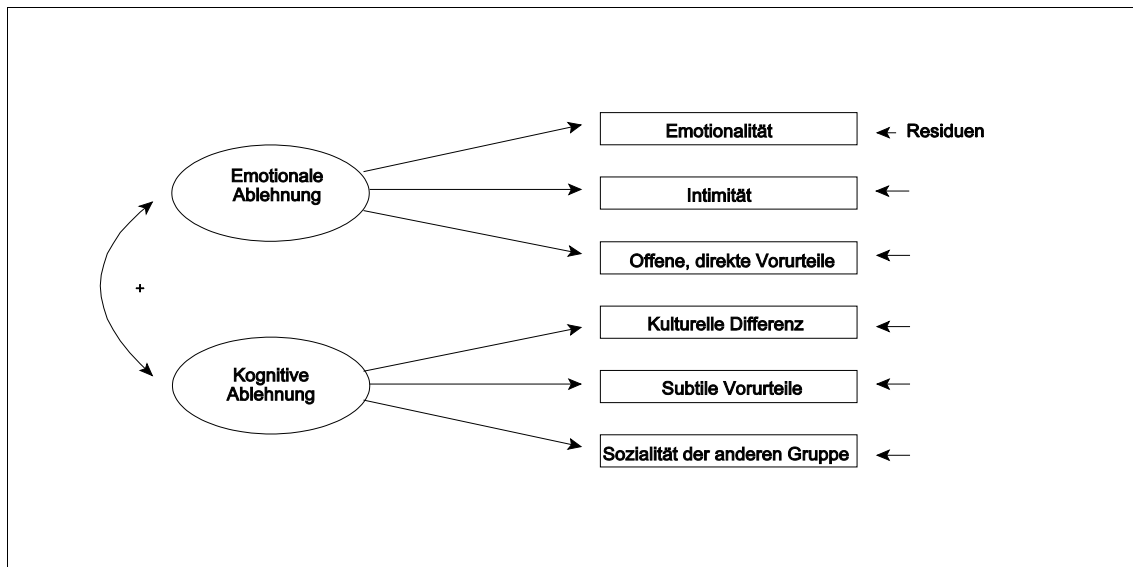 Emotionalität
Residuen
Emotionale
Ablehnung
Intimität
Offene, direkte Vorurteile
+
Kulturelle Differenz
Kognitive
Ablehnung
Subtile Vorurteile
Sozialität der anderen Gruppe